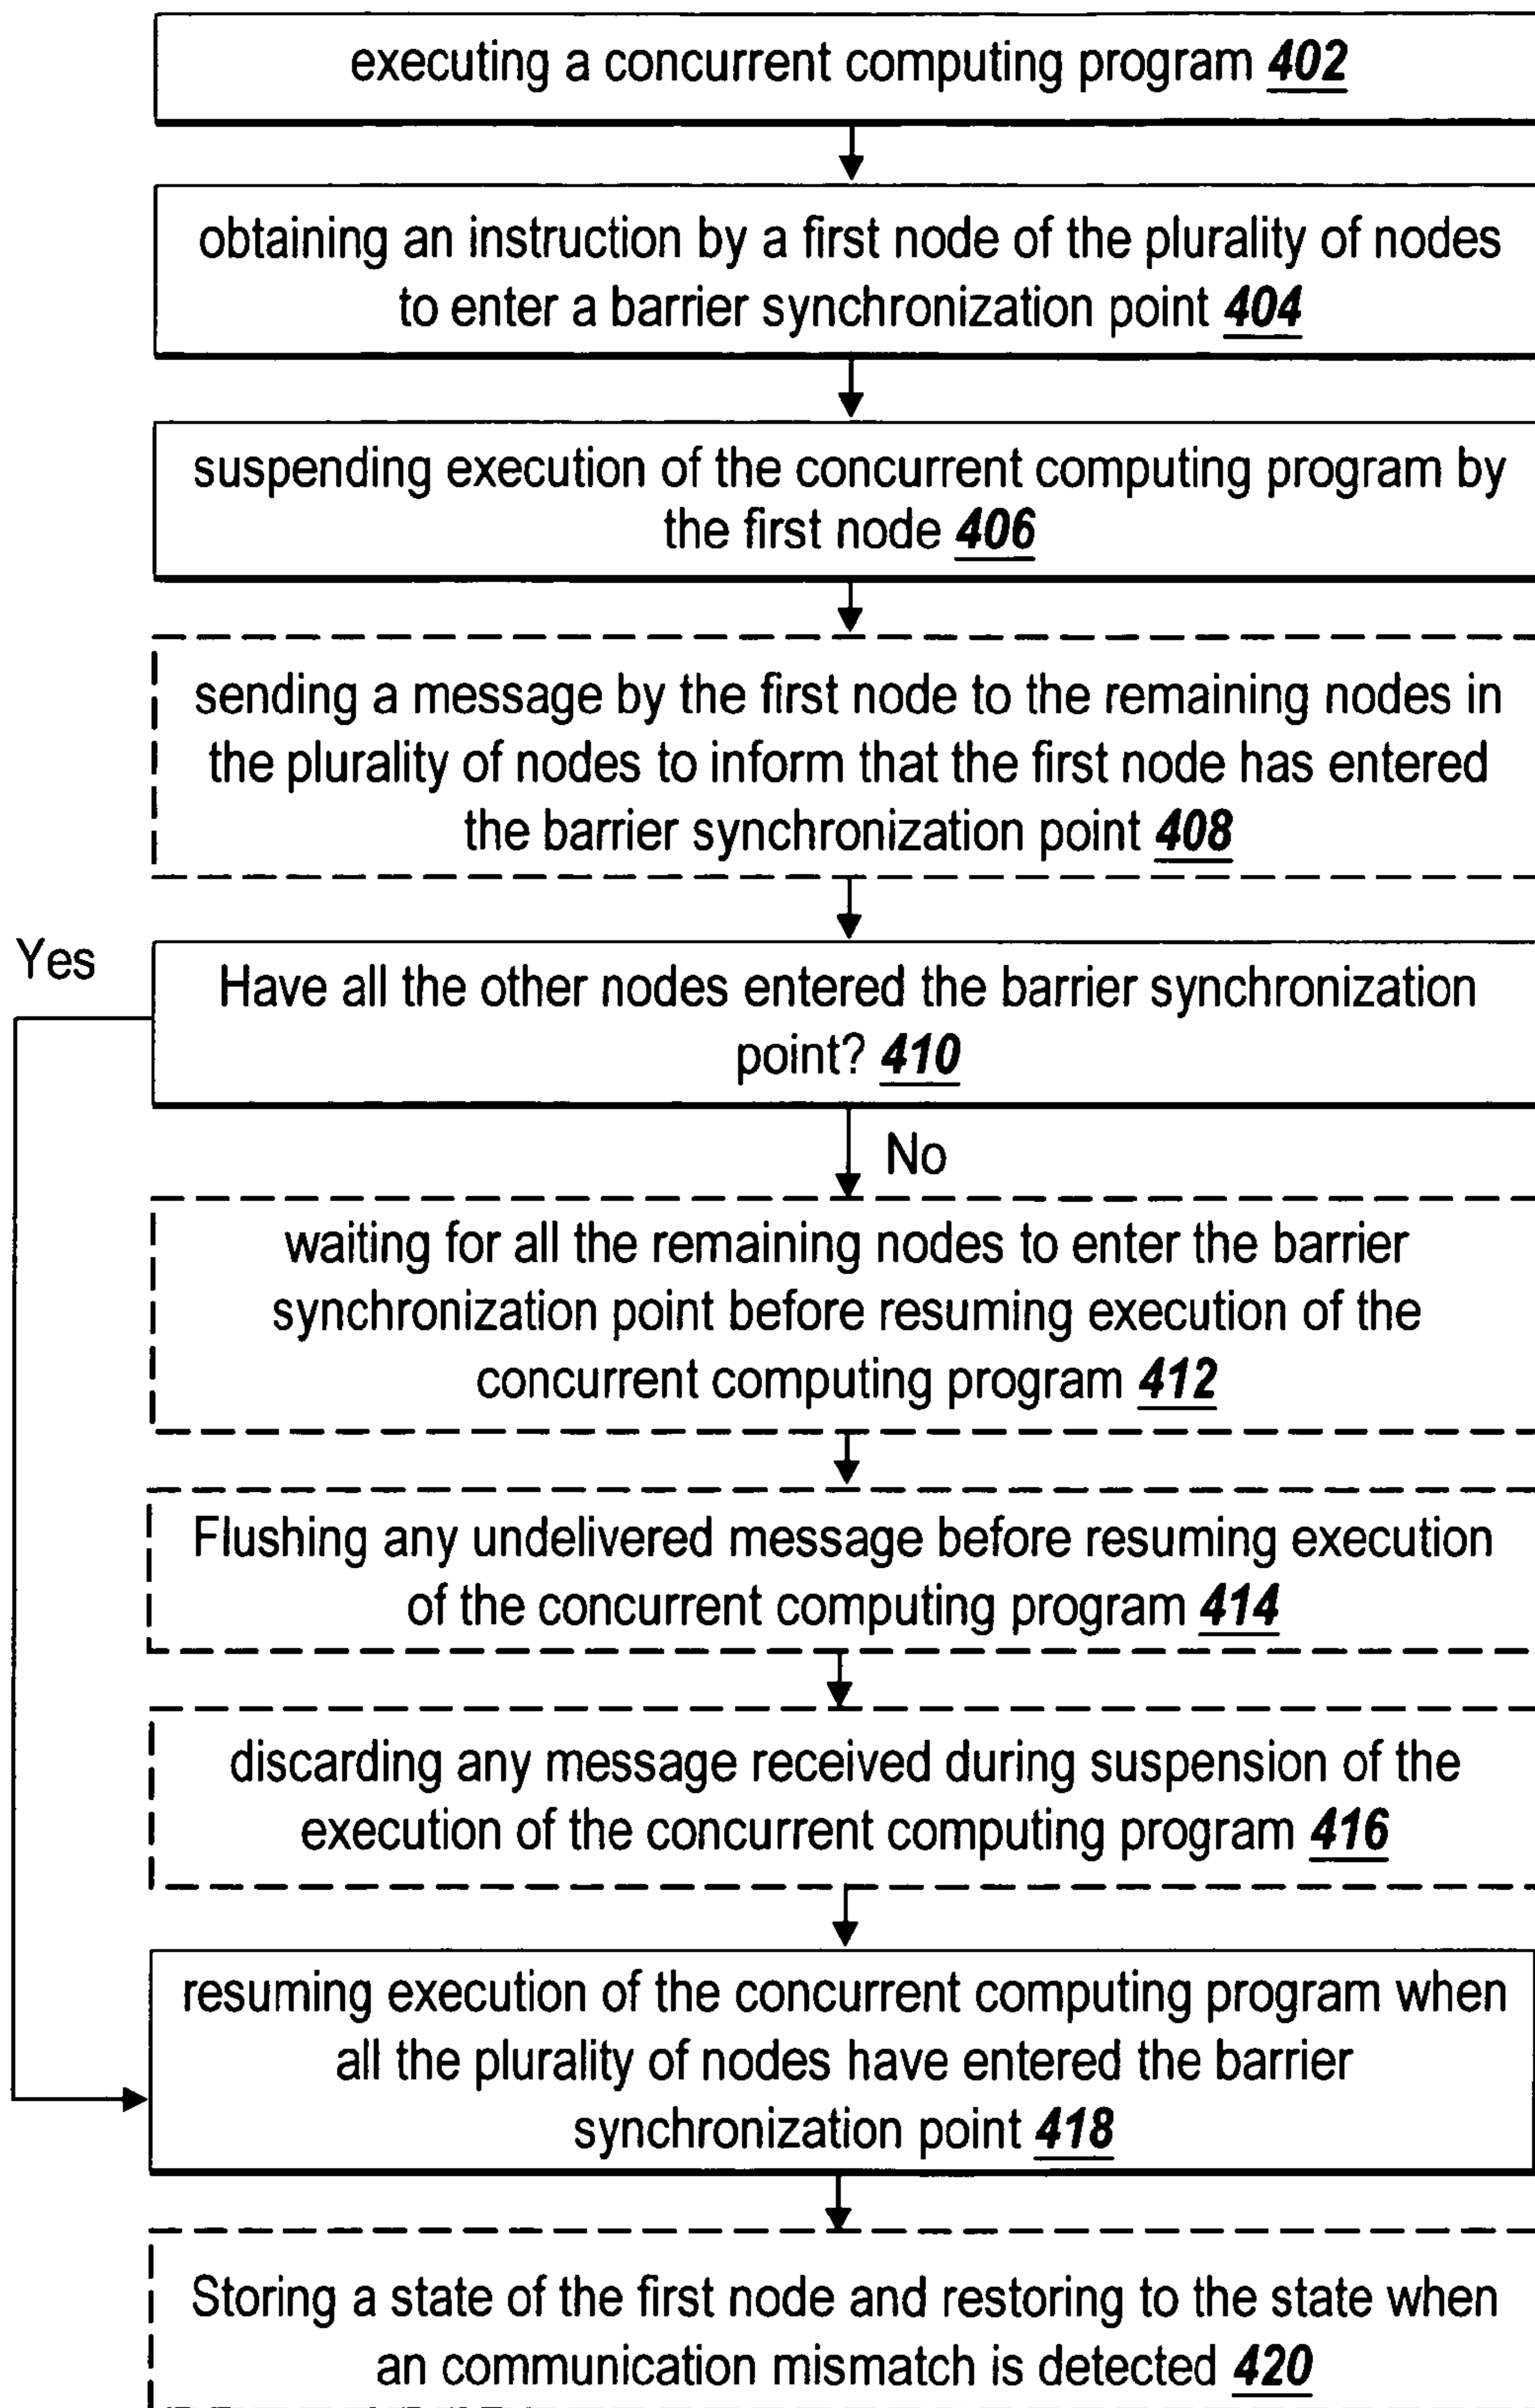 executing a concurrent computing program 402
obtaining an instruction by a first node of the plurality of nodes
to enter a barrier synchronization point 404
suspending execution of the concurrent computing program by
the first node 406
sending a message by the first node to the remaining nodes in
the plurality of nodes to inform that the first node has entered
the barrier synchronization point 408
Yes
Have all the other nodes entered the barrier synchronization
point? 410
No
waiting for all the remaining nodes to enter the barrier
synchronization point before resuming execution of the
concurrent computing program 412
Flushing any undelivered message before resuming execution
of the concurrent computing program 414
discarding any message received during suspension of the
execution of the concurrent computing program 416
resuming execution of the concurrent computing program when
all the plurality of nodes have entered the barrier
synchronization point 418
Storing a state of the first node and restoring to the state when
an communication mismatch is detected 420